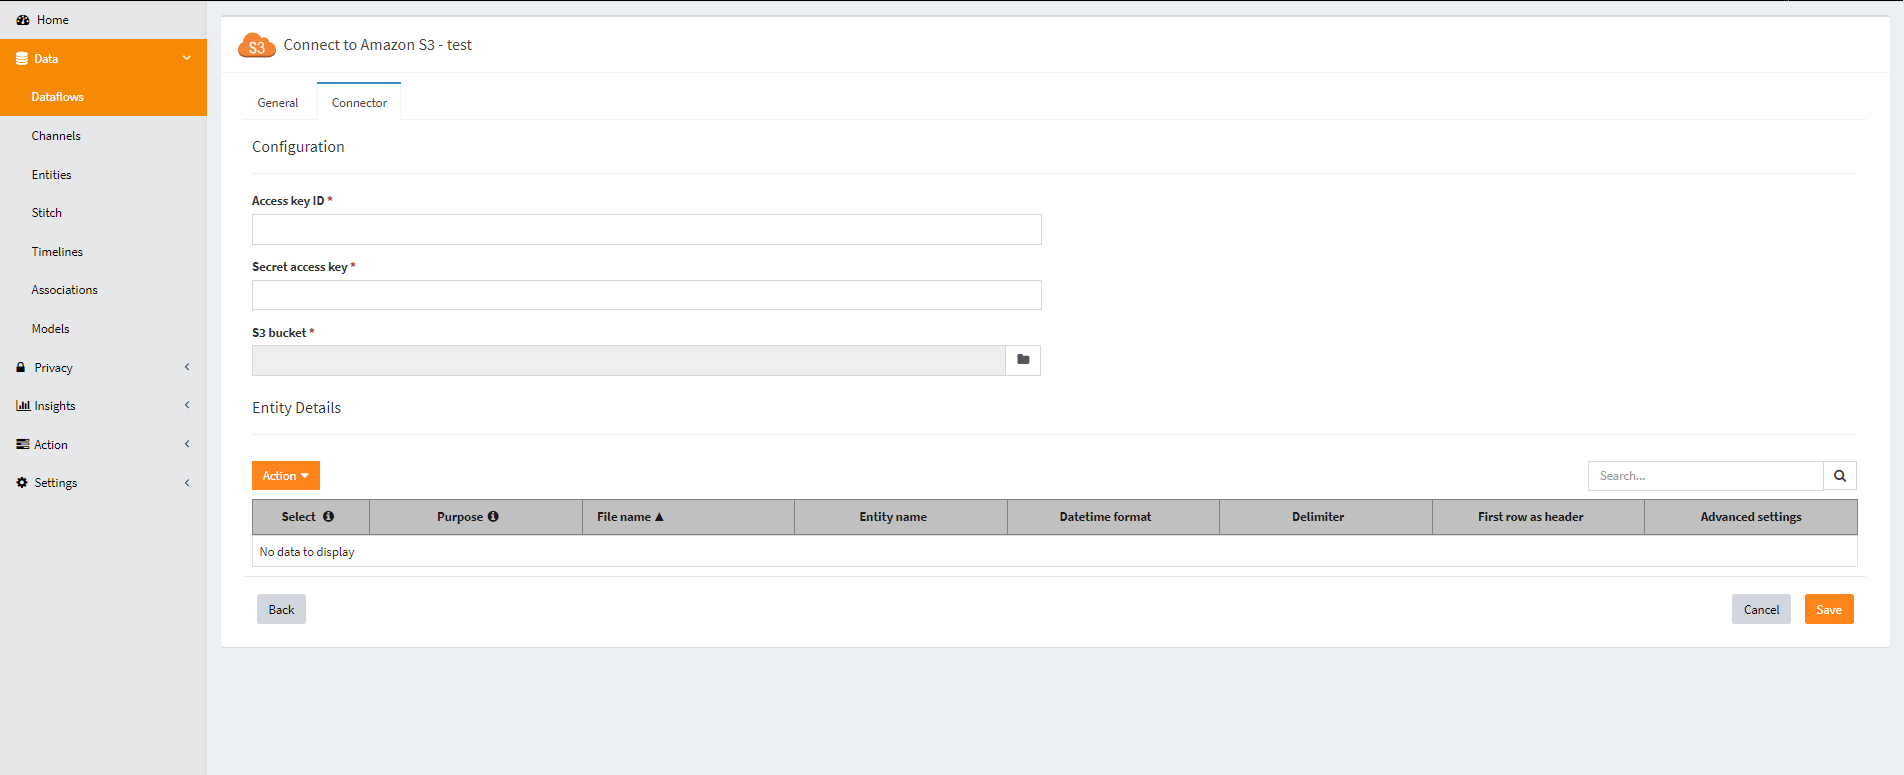 Home
Data
Dataflows
Channels
Entities
Stitch
Timelines
Associations
Models
Privacy
Insights
Action
Settings
S3 Connect to Amazon S3 - test
General Connector
Configuration
Access key ID *
Secret access key *
S3 bucket *
Entity Details
Action Search...
Select Purpose File name Entity name Datetime format Delimiter First row as header Advanced settings
No data to display
Back Cancel Save